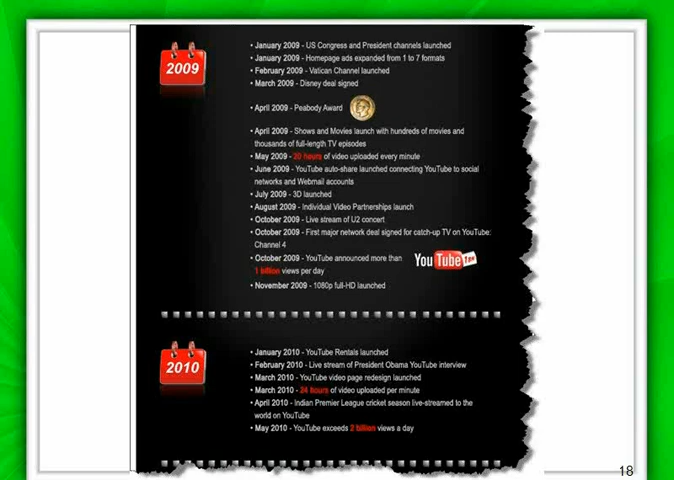 2009
• January 2009 - US Congress and President channels launched
• January 2009 - Homepage ads expanded from 1 to 7 formats
• February 2009 - Vatican Channel launched
• March 2009 - Disney deal signed
• April 2009 - Peabody Award
• April 2009 - Shows and Movies launch with hundreds of movies and
thousands of full-length TV episodes
• May 2009 - 20 hours of video uploaded every minute
• June 2009 - YouTube auto-share launched connecting YouTube to social
networks and Webmail accounts
• July 2009 - 3D launched
• August 2009 - Individual Video Partnerships launch
• October 2009 - Live stream of U2 concert
• October 2009 - First major network deal signed for catch-up TV on YouTube:
Channel 4
• October 2009 - YouTube announced more than
1 billion views per day
YouTube 1BN
• November 2009 - 1080p full-HD launched
2010
• January 2010 - YouTube Rentals launched
• February 2010 - Live stream of President Obama YouTube interview
• March 2010 - YouTube video page redesign launched
• March 2010 - 24 hours of video uploaded per minute
• April 2010 - Indian Premier League cricket season live-streamed to the
world on YouTube
• May 2010 - YouTube exceeds 2 billion views a day
18